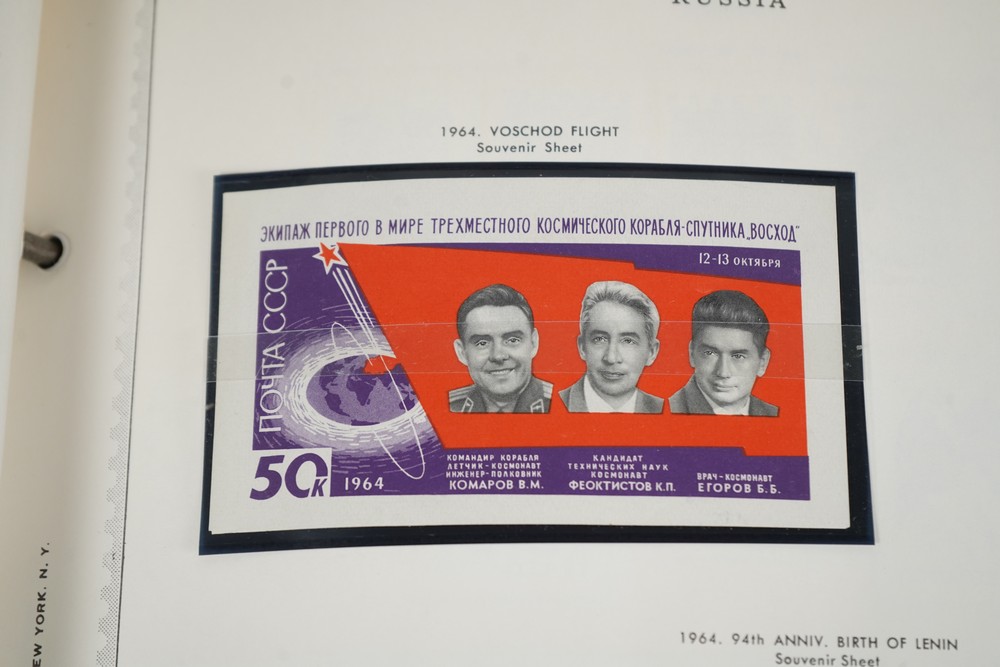 RUSSIA
1964. VOSCHOD FLIGHT
Souvenir Sheet
ЭКИПАЖ ПЕРВОГО В МИРЕ ТРЕХМЕСТНОГО КОСМИЧЕСКОГО КОРАБЛЯ-СПУТНИКА „ВОСХОД"
12-13 ОКТЯБРЯ
ПОЧТА СССР
50К
1964
КОМАНДИР КОРАБЛЯ
ЛЕТЧИК-КОСМОНАВТ
ИНЖЕНЕР-ПОЛКОВНИК
КОМАРОВ В.М.
КАНДИДАТ
ТЕХНИЧЕСКИХ НАУК
КОСМОНАВТ
ФЕОКТИСТОВ К.П.
ВРАЧ-КОСМОНАВТ
ЕГОРОВ Б.Б.
EW YORK. N. Y.
1964. 94th ANNIV. BIRTH OF LENIN
Souvenir Sheet